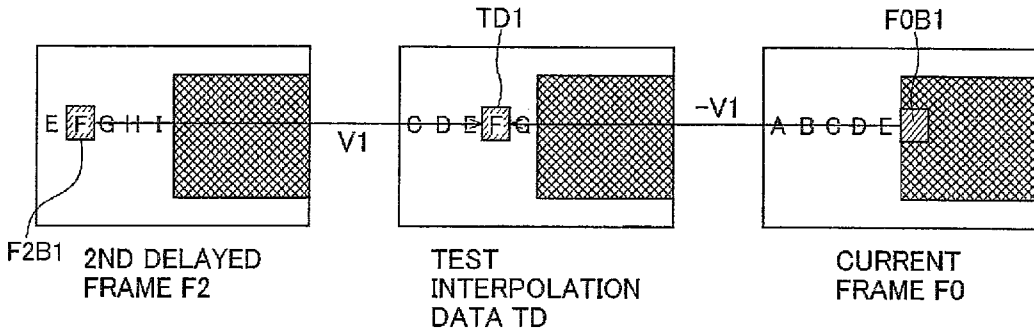 TD1
F0B1
E F G H I
V1
C D E F G
-V1
A B C D E
F2B1
2ND DELAYED
FRAME F2
TEST
INTERPOLATION
DATA TD
CURRENT
FRAME F0